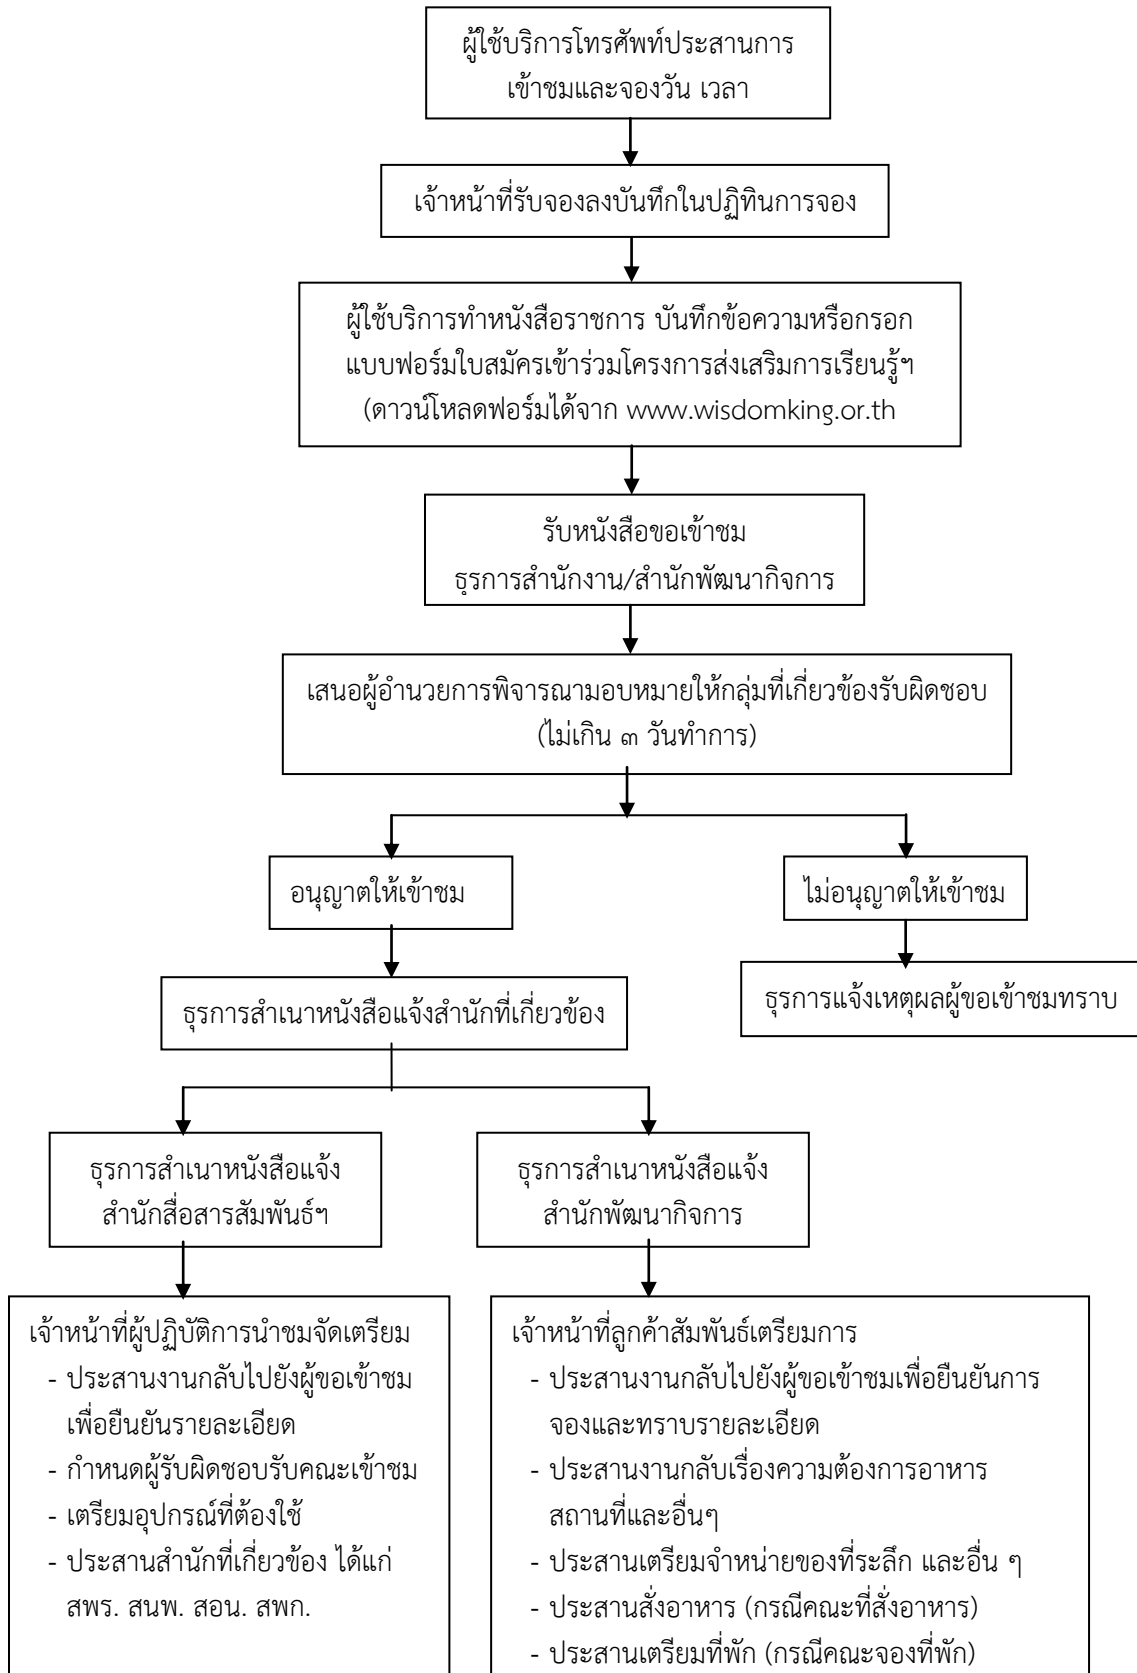 ผู้ใช้บริการโทรศัพท์ประสานการ
เข้าชมและจองวัน เวลา
เจ้าหน้าที่รับจองลงบันทึกในปฏิทินการจอง
ผู้ใช้บริการทำหนังสือราชการ บันทึกข้อความหรือกรอก
แบบฟอร์มใบสมัครเข้าร่วมโครงการส่งเสริมการเรียนรู้ฯ
(ดาวน์โหลดฟอร์มได้จาก www.wisdomking.or.th
รับหนังสือขอเข้าชม
ธุรการสำนักงาน/สำนักพัฒนากิจการ
เสนอผู้อำนวยการพิจารณามอบหมายให้กลุ่มที่เกี่ยวข้องรับผิดชอบ
(ไม่เกิน ๓ วันทำการ)
อนุญาตให้เข้าชม
ไม่อนุญาตให้เข้าชม
ธุรการสำเนาหนังสือแจ้งสำนักที่เกี่ยวข้อง
ธุรการแจ้งเหตุผลผู้ขอเข้าชมทราบ
ธุรการสำเนาหนังสือแจ้ง
สำนักสื่อสารสัมพันธ์ฯ
ธุรการสำเนาหนังสือแจ้ง
สำนักพัฒนากิจการ
เจ้าหน้าที่ผู้ปฏิบัติการนำชมจัดเตรียม
- ประสานงานกลับไปยังผู้ขอเข้าชม
เพื่อยืนยันรายละเอียด
- กำหนดผู้รับผิดชอบรับคณะเข้าชม
- เตรียมอุปกรณ์ที่ต้องใช้
- ประสานสำนักที่เกี่ยวข้อง ได้แก่
สพร. สนพ. สอน. สพก.
เจ้าหน้าที่ลูกค้าสัมพันธ์เตรียมการ
- ประสานงานกลับไปยังผู้ขอเข้าชมเพื่อยืนยันการ
จองและทราบรายละเอียด
- ประสานงานกลับเรื่องความต้องการอาหาร
สถานที่และอื่นๆ
- ประสานเตรียมจำหน่ายของที่ระลึก และอื่น ๆ
- ประสานสั่งอาหาร (กรณีคณะที่สั่งอาหาร)
- ประสานเตรียมที่พัก (กรณีคณะจองที่พัก)